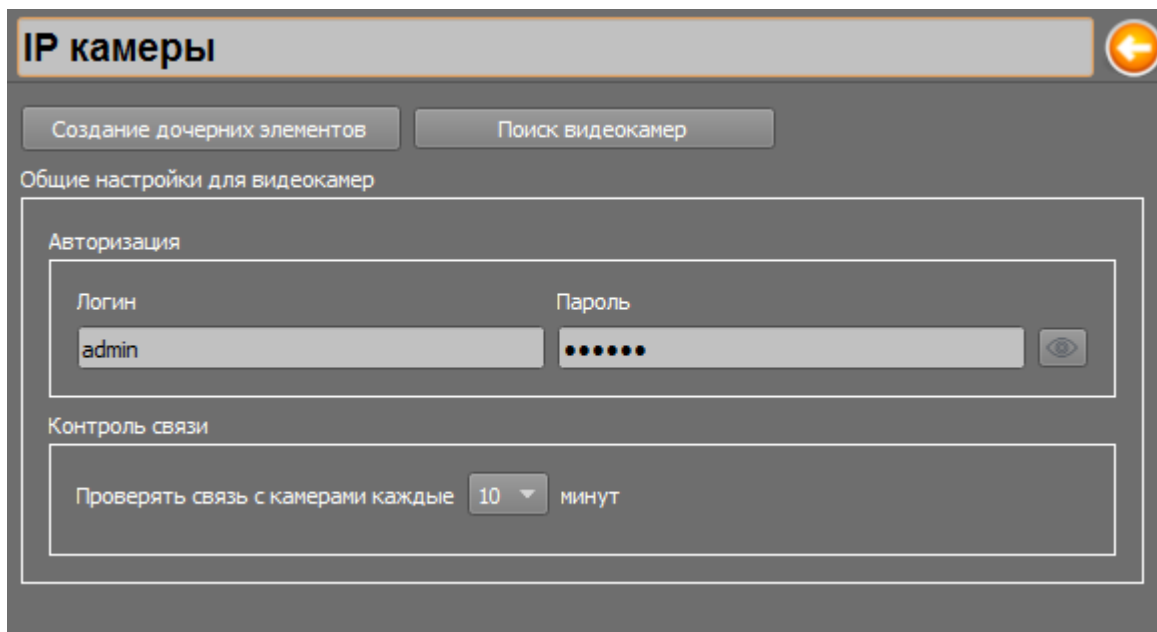 IP камеры
Создание дочерних элементов Поиск видеокамер
Общие настройки для видеокамер
Авторизация
Логин Пароль
admin ••••••
Контроль связи
Проверять связь с камерами каждые 10 минут